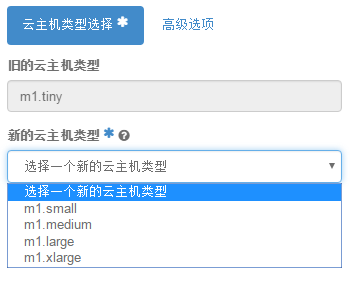 云主机类型选择 * 高级选项
旧的云主机类型
m1.tiny
新的云主机类型 * ?
选择一个新的云主机类型
选择一个新的云主机类型
m1.small
m1.medium
m1.large
m1.xlarge